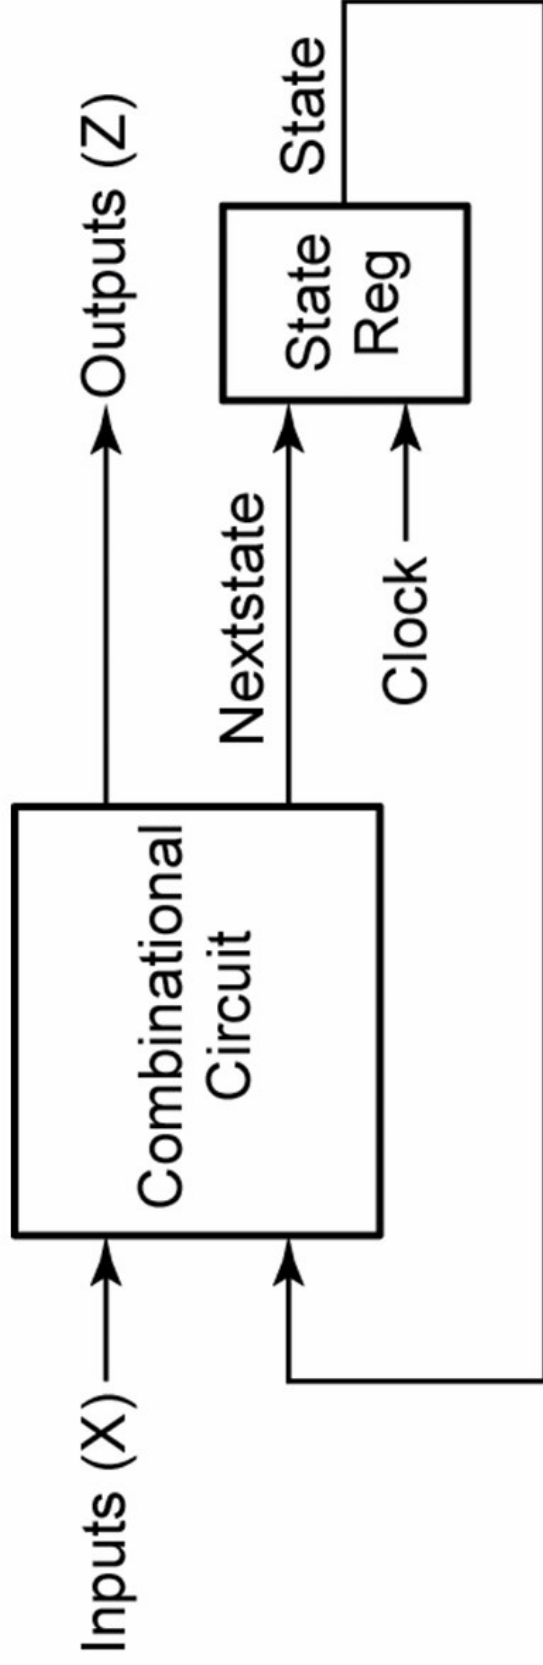 Inputs (X)
Combinational
Circuit
Outputs (Z)
Nextstate
Clock
State
Reg
State